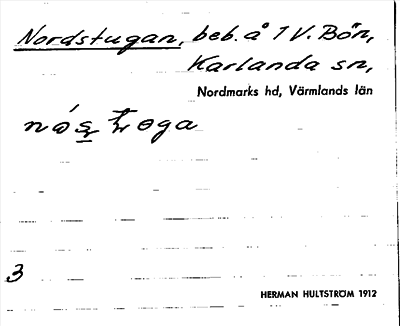 Nordstugan, beb. å 1 V. Bön,
Karlanda sn,
Nordmarks hd, Värmlands län
3
HERMAN HULTSTRÖM 1912